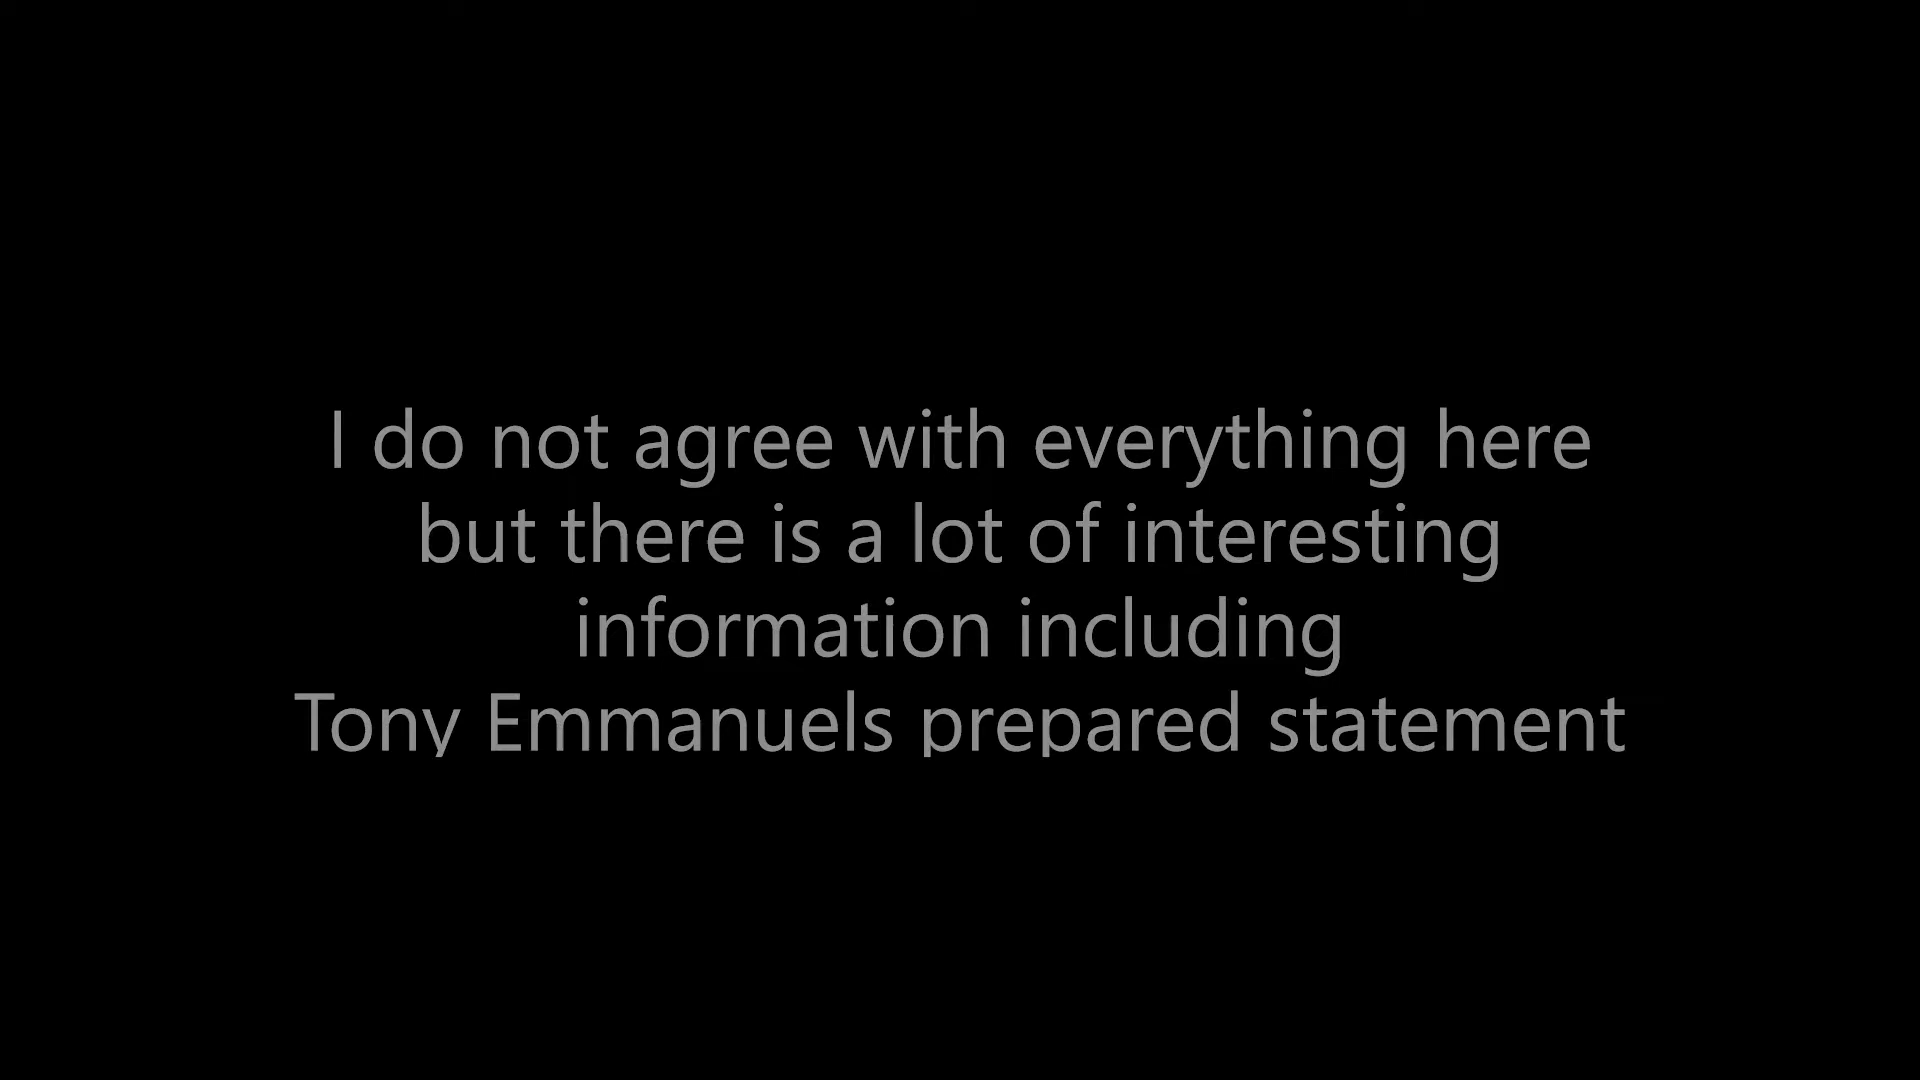 I do not agree with everything here
but there is a lot of interesting
information including
Tony Emmanuels prepared statement